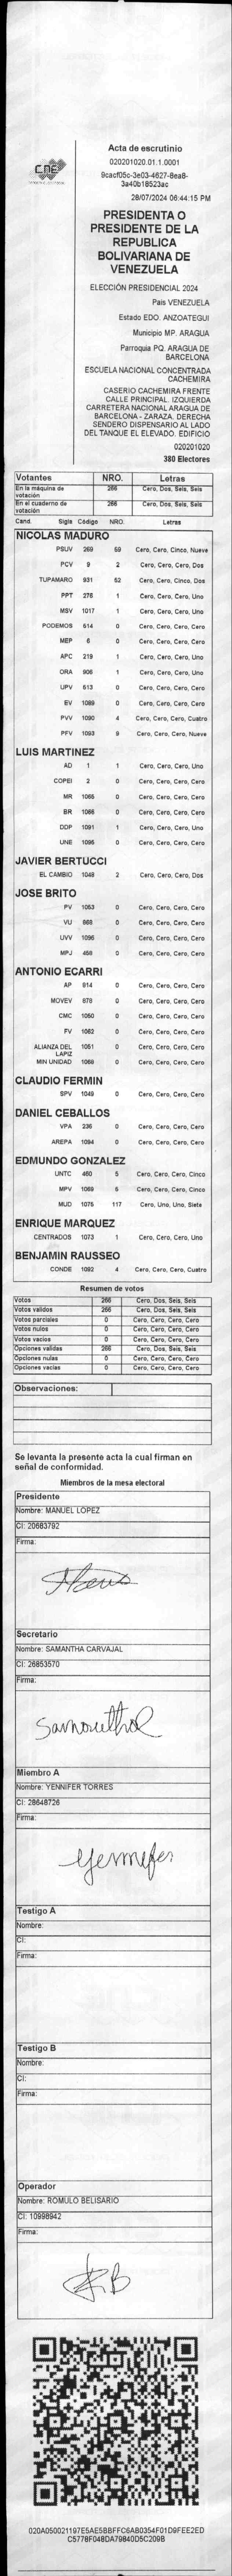 CNE
Acta de escrutinio
020201020.01.1.0001
9cacf05c-3e03-4627-8ea8-
3a40b18523ac
28/07/2024 06:44:15 PM
PRESIDENTA O
PRESIDENTE DE LA
REPUBLICA
BOLIVARIANA DE
VENEZUELA
ELECCIÓN PRESIDENCIAL 2024
Pais VENEZUELA
Estado EDO. ANZOATEGUI
Municipio MP. ARAGUA
Parroquia PQ. ARAGUA DE
BARCELONA
ESCUELA NACIONAL CONCENTRADA
CACHEMIRA
CASERIO CACHEMIRA FRENTE
CALLE PRINCIPAL. IZQUIERDA
CARRETERA NACIONAL ARAGUA DE
BARCELONA - ZARAZA. DERECHA
SENDERO DISPENSARIO AL LADO
DEL TANQUE EL ELEVADO. EDIFICIO
020201020
380 Electores
Votantes NRO. Letras
En la máquina de votación 266 Cero, Dos, Seis, Seis
En el cuaderno de votación 266 Cero, Dos, Seis, Seis
Cand. Sigla Código NRO. Letras
NICOLAS MADURO
PSUV 269 59 Cero, Cero, Cinco, Nueve
PCV 9 2 Cero, Cero, Cero, Dos
TUPAMARO 931 52 Cero, Cero, Cinco, Dos
PPT 276 1 Cero, Cero, Cero, Uno
MSV 1017 1 Cero, Cero, Cero, Uno
PODEMOS 514 0 Cero, Cero, Cero, Cero
MEP 6 0 Cero, Cero, Cero, Cero
APC 219 1 Cero, Cero, Cero, Uno
ORA 906 1 Cero, Cero, Cero, Uno
UPV 513 0 Cero, Cero, Cero, Cero
EV 1089 0 Cero, Cero, Cero, Cero
PVV 1090 4 Cero, Cero, Cero, Cuatro
PFV 1093 9 Cero, Cero, Cero, Nueve
LUIS MARTINEZ
AD 1 1 Cero, Cero, Cero, Uno
COPEI 2 0 Cero, Cero, Cero, Cero
MR 1065 0 Cero, Cero, Cero, Cero
BR 1066 0 Cero, Cero, Cero, Cero
DDP 1091 1 Cero, Cero, Cero, Uno
UNE 1095 0 Cero, Cero, Cero, Cero
JAVIER BERTUCCI
EL CAMBIO 1048 2 Cero, Cero, Cero, Dos
JOSE BRITO
PV 1053 0 Cero, Cero, Cero, Cero
VU 868 0 Cero, Cero, Cero, Cero
UVV 1096 0 Cero, Cero, Cero, Cero
MPJ 458 0 Cero, Cero, Cero, Cero
ANTONIO ECARRI
AP 914 0 Cero, Cero, Cero, Cero
MOVEV 878 0 Cero, Cero, Cero, Cero
CMC 1050 0 Cero, Cero, Cero, Cero
FV 1062 0 Cero, Cero, Cero, Cero
ALIANZA DEL LAPIZ 1051 0 Cero, Cero, Cero, Cero
MIN UNIDAD 1069 0 Cero, Cero, Cero, Cero
CLAUDIO FERMIN
SPV 1049 0 Cero, Cero, Cero, Cero
DANIEL CEBALLOS
VPA 236 0 Cero, Cero, Cero, Cero
AREPA 1094 0 Cero, Cero, Cero, Cero
EDMUNDO GONZALEZ
UNTC 460 5 Cero, Cero, Cero, Cinco
MPV 1089 5 Cero, Cero, Cero, Cinco
MUD 1075 117 Cero, Uno, Uno, Siete
ENRIQUE MARQUEZ
CENTRADOS 1073 1 Cero, Cero, Cero, Uno
BENJAMIN RAUSSEO
CONDE 1092 4 Cero, Cero, Cero, Cuatro
Resumen de votos
Votos 266 Cero, Dos, Seis, Seis
Votos validos 266 Cero, Dos, Seis, Seis
Votos parciales 0 Cero, Cero, Cero, Cero
Votos nulos 0 Cero, Cero, Cero, Cero
Votos vacios 0 Cero, Cero, Cero, Cero
Opciones validas 266 Cero, Dos, Seis, Seis
Opciones nulas 0 Cero, Cero, Cero, Cero
Opciones vacias 0 Cero, Cero, Cero, Cero
Observaciones:
Se levanta la presente acta la cual firman en
señal de conformidad.
Miembros de la mesa electoral
Presidente
Nombre: MANUEL LOPEZ
CI: 20683792
Firma:
Secretario
Nombre: SAMANTHA CARVAJAL
CI: 26853570
Firma:
Miembro A
Nombre: YENNIFER TORRES
CI: 28648726
Firma:
Yennifer
Testigo A
Nombre:
CI:
Firma:
Testigo B
Nombre:
CI:
Firma:
Operador
Nombre: ROMULO BELISARIO
CI: 10998942
Firma:
020A050021197E5AE5BBFFC6AB0354F01D9FEE2ED
C5778F048DA79840D5C209B